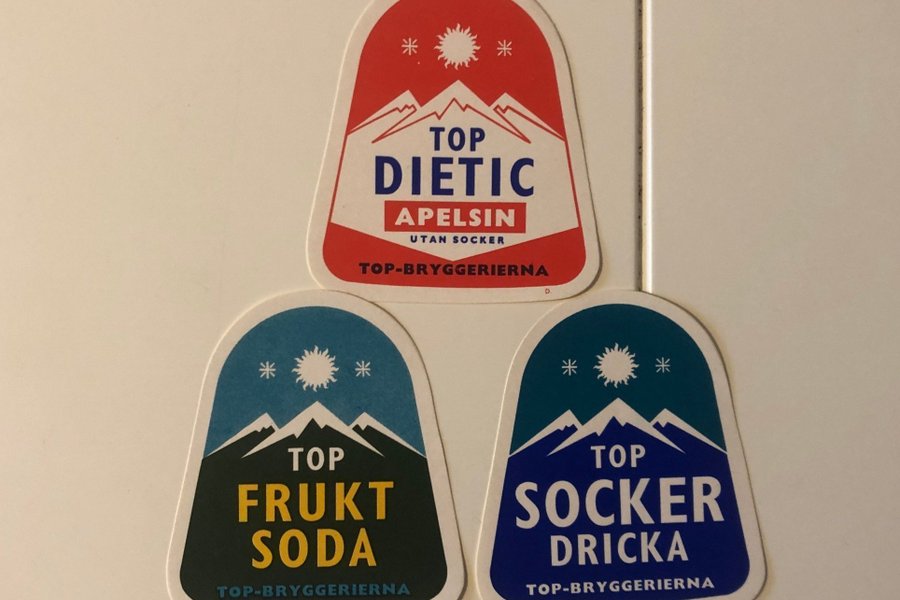 TOP
DIETIC
APELSIN
UTAN SOCKER
TOP-BRYGGERIERNA
D
TOP
FRUKT
SODA
TOP-BRYGGERIERNA
TOP
SOCKER
DRICKA
TOP-BRYGGERIERNA